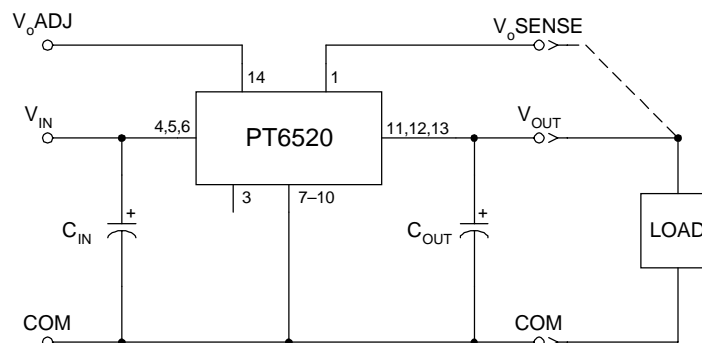 VoADJ
VoSENSE
14
1
VIN
4,5,6
PT6520
11,12,13
VOUT
3
7–10
+
CIN
+
COUT
LOAD
COM
COM